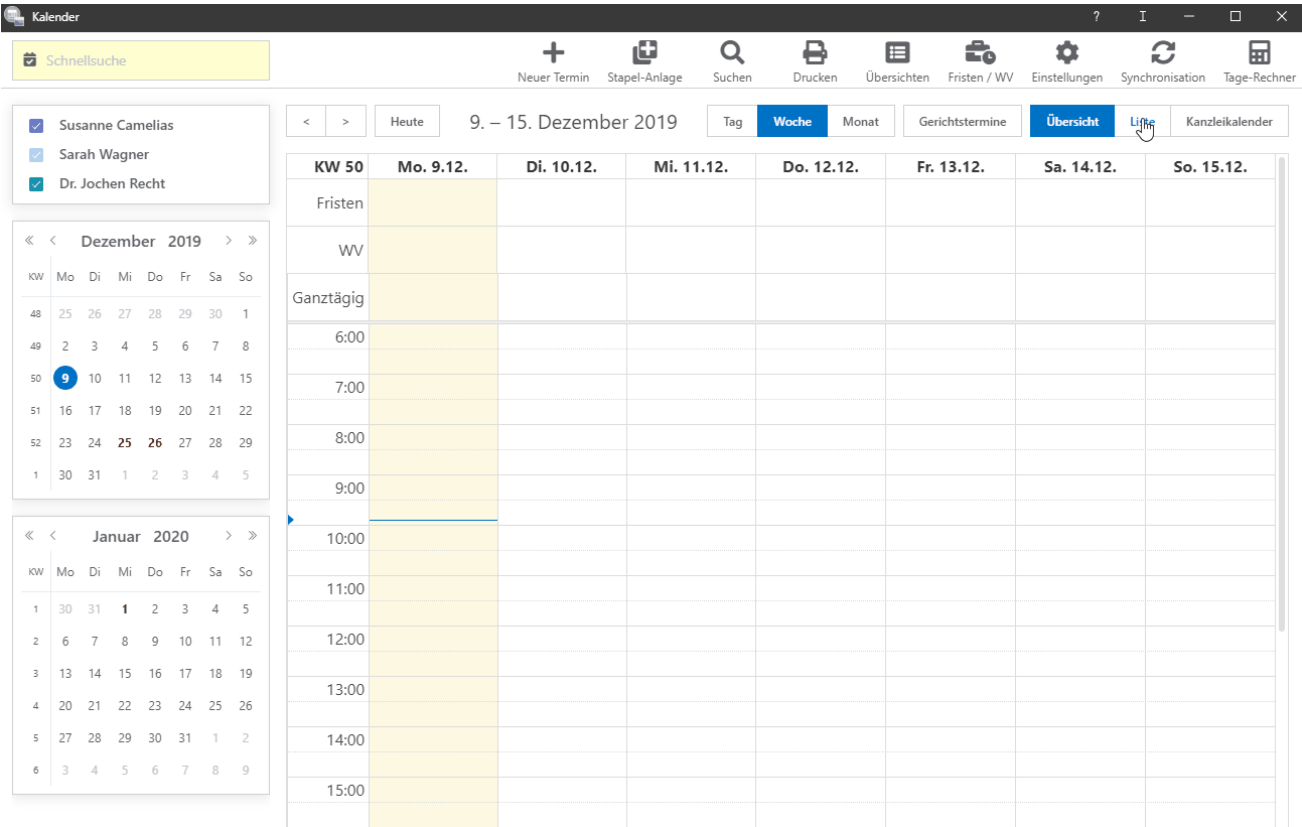 Kalender
?
Schnellsuche
Neuer Termin Stapel-Anlage Suchen Drucken Übersichten Fristen / WV Einstellungen Synchronisation Tage-Rechner
Susanne Camelias
Sarah Wagner
Dr. Jochen Recht
< > Heute 9. – 15. Dezember 2019 Tag Woche Monat Gerichtstermine Übersicht Liste Kanzleikalender
« < Dezember 2019 > »
KW Mo Di Mi Do Fr Sa So
48 25 26 27 28 29 30 1
49 2 3 4 5 6 7 8
50 9 10 11 12 13 14 15
51 16 17 18 19 20 21 22
52 23 24 25 26 27 28 29
1 30 31 1 2 3 4 5
« < Januar 2020 > »
KW Mo Di Mi Do Fr Sa So
1 30 31 1 2 3 4 5
2 6 7 8 9 10 11 12
3 13 14 15 16 17 18 19
4 20 21 22 23 24 25 26
5 27 28 29 30 31 1 2
6 3 4 5 6 7 8 9
KW 50 Mo. 9.12. Di. 10.12. Mi. 11.12. Do. 12.12. Fr. 13.12. Sa. 14.12. So. 15.12.
Fristen
WV
Ganztägig
6:00
7:00
8:00
9:00
10:00
11:00
12:00
13:00
14:00
15:00